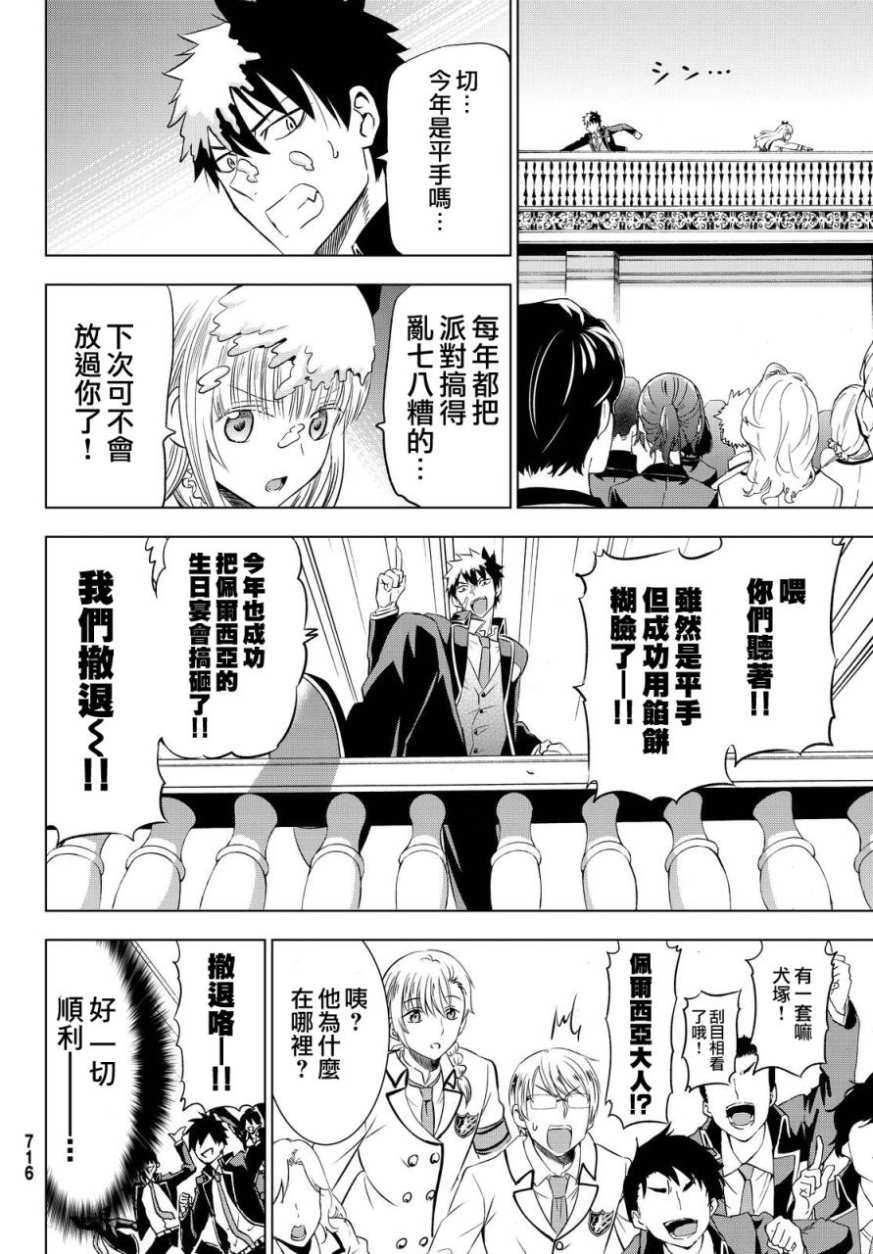 シン…
切…
今年是平手嗎…
每年都把
派對搞得
亂七八糟的…
下次可不會
放過你了！
喂
你們聽著!!
雖然是平手
但成功用餡餅
糊臉了—!!
今年也成功
把佩爾西亞的
生日宴會搞砸了!!
我們撤退～!!
有一套嘛
犬塚！
刮目相看
了哦！
佩爾西亞大人!?
咦？
他為什麼
在哪裡？
撤退咯—!!
好一切
順利——…
716